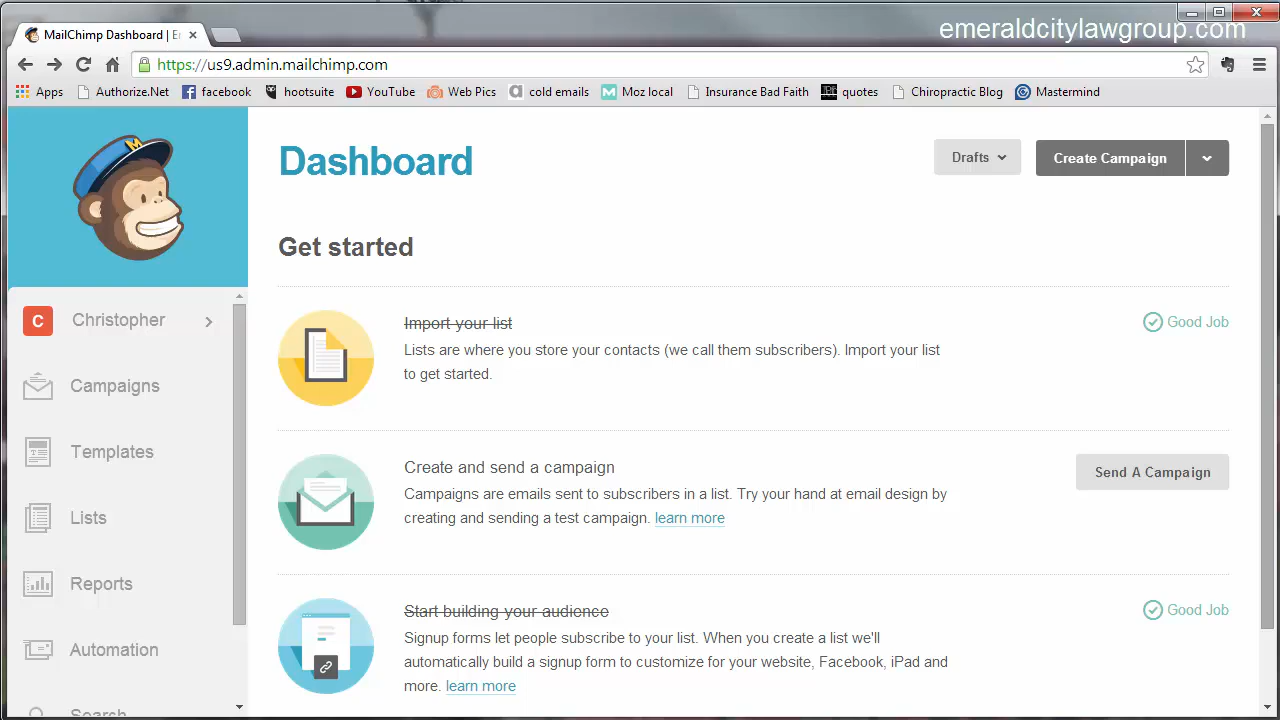 emeraldcitylawgroup.com
MailChimp Dashboard | E
https://us9.admin.mailchimp.com
Apps Authorize.Net facebook hootsuite YouTube Web Pics cold emails Moz local Insurance Bad Faith quotes Chiropractic Blog Mastermind
M
Dashboard
Drafts
Create Campaign
Get started
C Christopher
Campaigns
Templates
Lists
Reports
Automation
Search
Import your list
Good Job
Lists are where you store your contacts (we call them subscribers). Import your list
to get started.
Create and send a campaign
Send A Campaign
Campaigns are emails sent to subscribers in a list. Try your hand at email design by
creating and sending a test campaign. learn more
Start building your audience
Good Job
Signup forms let people subscribe to your list. When you create a list we'll
automatically build a signup form to customize for your website, Facebook, iPad and
more. learn more